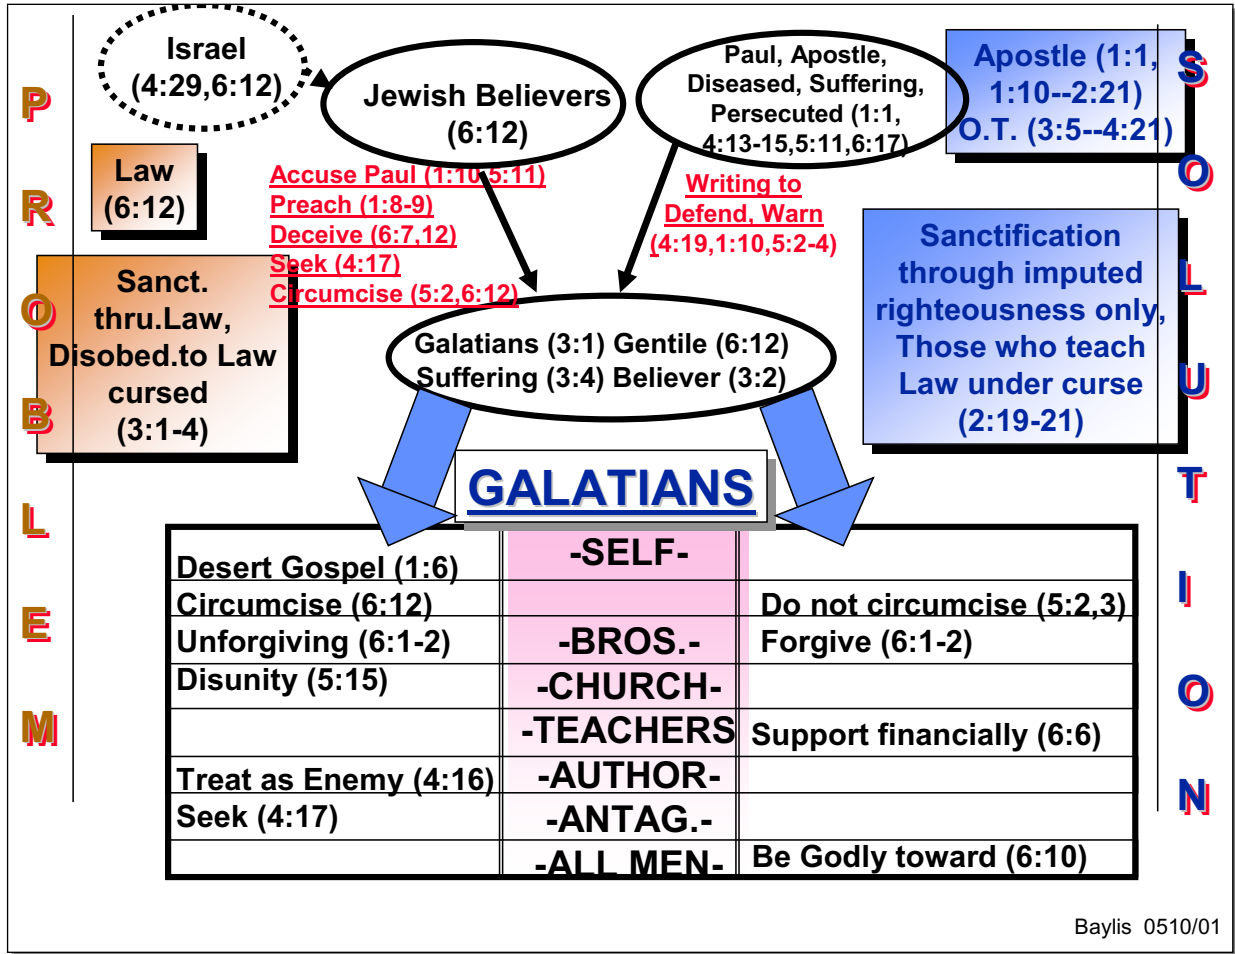 Israel
(4:29,6:12)
Jewish Believers
(6:12)
Paul, Apostle,
Diseased, Suffering,
Persecuted (1:1,
4:13-15,5:11,6:17)
Apostle (1:1,
1:10--2:21)
O.T. (3:5--4:21)
P
R
O
B
L
E
M
S
O
L
U
T
I
O
N
Law
(6:12)
Accuse Paul (1:10,5:11)
Preach (1:8-9)
Deceive (6:7,12)
Seek (4:17)
Circumcise (5:2,6:12)
Writing to
Defend, Warn
(4:19,1:10,5:2-4)
Sanct.
thru.Law,
Disobed.to Law
cursed
(3:1-4)
Sanctification
through imputed
righteousness only,
Those who teach
Law under curse
(2:19-21)
Galatians (3:1) Gentile (6:12)
Suffering (3:4) Believer (3:2)
GALATIANS
-SELF-
Desert Gospel (1:6)
Circumcise (6:12)
Do not circumcise (5:2,3)
Unforgiving (6:1-2)
-BROS.-
Forgive (6:1-2)
Disunity (5:15)
-CHURCH-
-TEACHERS
Support financially (6:6)
Treat as Enemy (4:16)
-AUTHOR-
Seek (4:17)
-ANTAG.-
-ALL MEN-
Be Godly toward (6:10)
Baylis 0510/01